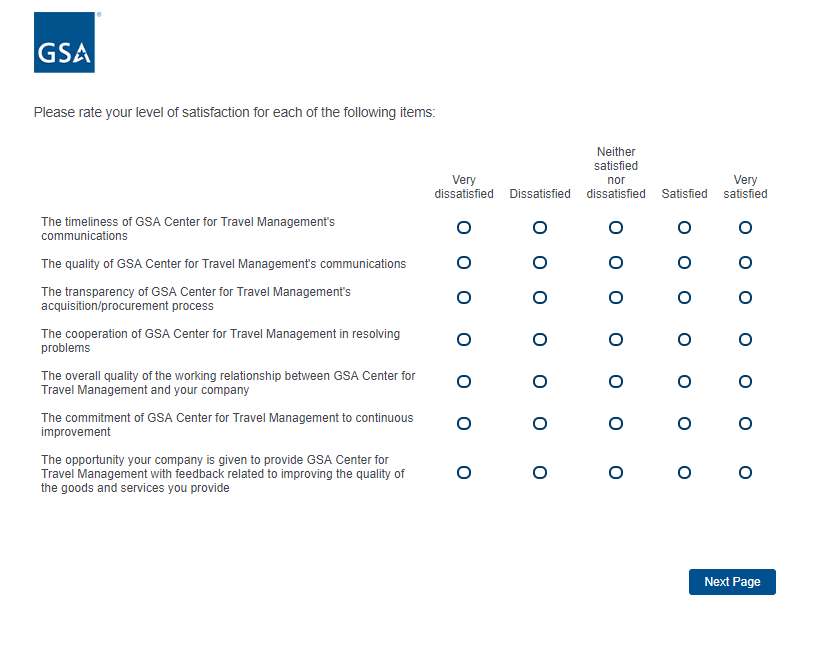 GSA
®
Please rate your level of satisfaction for each of the following items:
Very
dissatisfied
Dissatisfied
Neither
satisfied
nor
dissatisfied
Satisfied
Very
satisfied
The timeliness of GSA Center for Travel Management's
communications
The quality of GSA Center for Travel Management's communications
The transparency of GSA Center for Travel Management's
acquisition/procurement process
The cooperation of GSA Center for Travel Management in resolving
problems
The overall quality of the working relationship between GSA Center for
Travel Management and your company
The commitment of GSA Center for Travel Management to continuous
improvement
The opportunity your company is given to provide GSA Center for
Travel Management with feedback related to improving the quality of
the goods and services you provide
Next Page